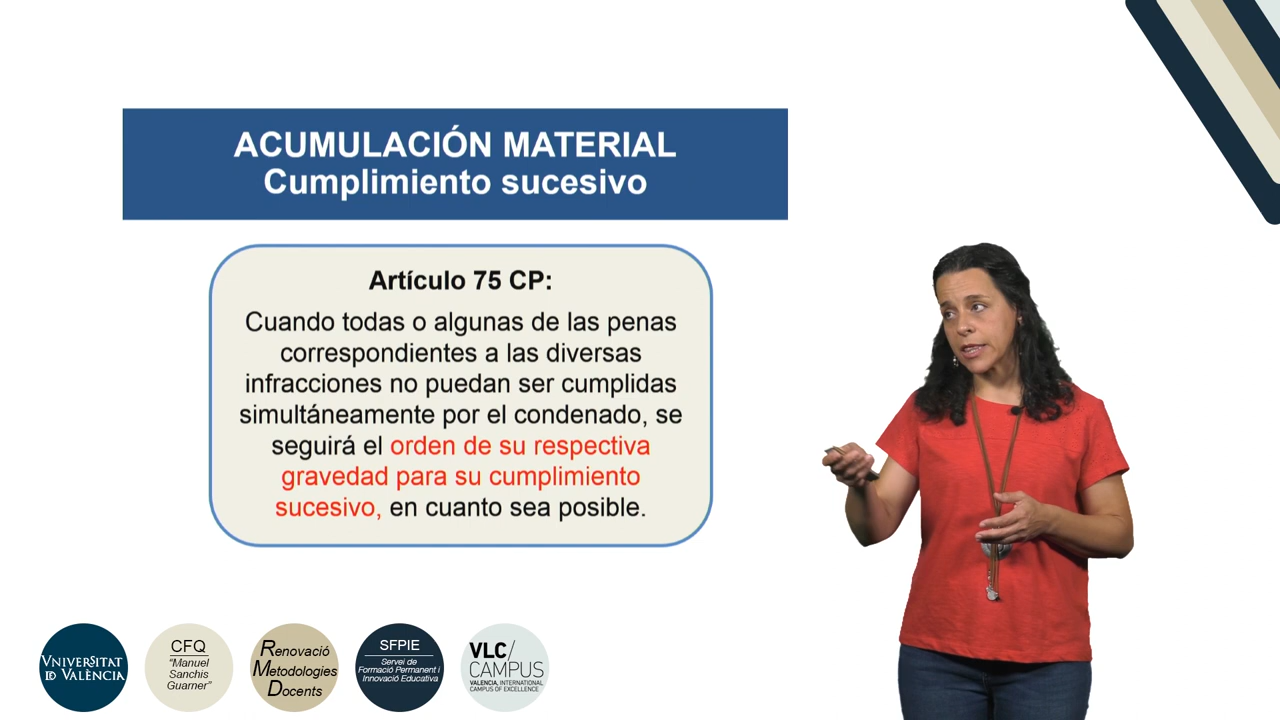 ACUMULACIÓN MATERIAL
Cumplimiento sucesivo
Artículo 75 CP:
Cuando todas o algunas de las penas
correspondientes a las diversas
infracciones no puedan ser cumplidas
simultáneamente por el condenado, se
seguirá el orden de su respectiva
gravedad para su cumplimiento
sucesivo, en cuanto sea posible.
VNIVERSITAT
ID VALÈNCIA
CFQ
"Manuel
Sanchis
Guarner"
Renovació
Metodologies
Docents
SFPIE
Servei de
Formació Permanent i
Innovació Educativa
VLC/
CAMPUS
VALENCIA, INTERNATIONAL
CAMPUS OF EXCELLENCE